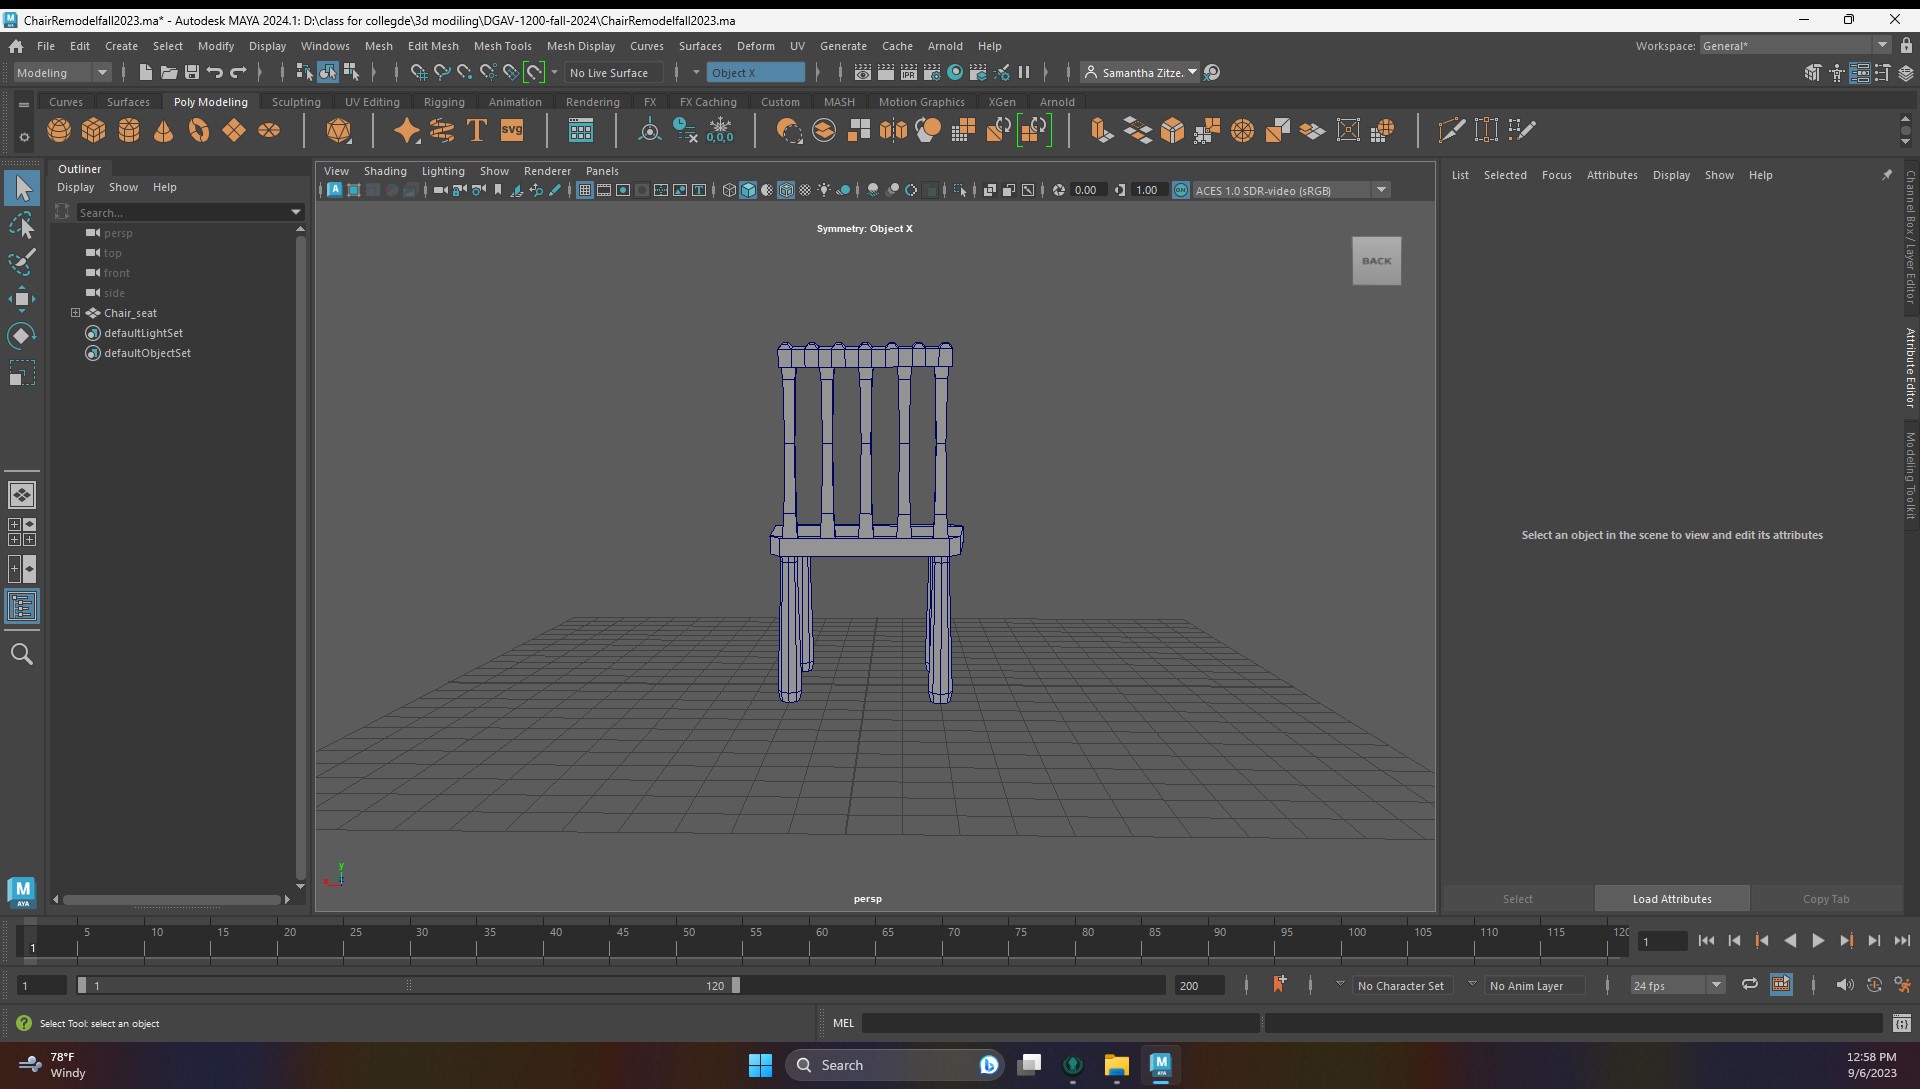 ChairRemodelfall2023.ma* - Autodesk MAYA 2024.1: D:\class for collegde\3d modiling\DGAV-1200-fall-2024\ChairRemodelfall2023.ma
File Edit Create Select Modify Display Windows Mesh Edit Mesh Mesh Tools Mesh Display Curves Surfaces Deform UV Generate Cache Arnold Help Workspace: General*
Modeling No Live Surface Object X IPR Samantha Zitze.
Curves Surfaces Poly Modeling Sculpting UV Editing Rigging Animation Rendering FX FX Caching Custom MASH Motion Graphics XGen Arnold
T SVG 0,0,0
Outliner
Display Show Help
Search...
persp
top
front
side
Chair_seat
defaultLightSet
defaultObjectSet
View Shading Lighting Show Renderer Panels
0.00 1.00 ON ACES 1.0 SDR-video (sRGB)
Symmetry: Object X
BACK
y
x
persp
List Selected Focus Attributes Display Show Help
Select an object in the scene to view and edit its attributes
Select Load Attributes Copy Tab
Channel Box / Layer Editor
Attribute Editor
Modeling Toolkit
M
AYA
5 10 15 20 25 30 35 40 45 50 55 60 65 70 75 80 85 90 95 100 105 110 115 120
1 1
1 1 120 200 No Character Set No Anim Layer 24 fps
Select Tool: select an object MEL
78°F
Windy
Search
12:58 PM
9/6/2023